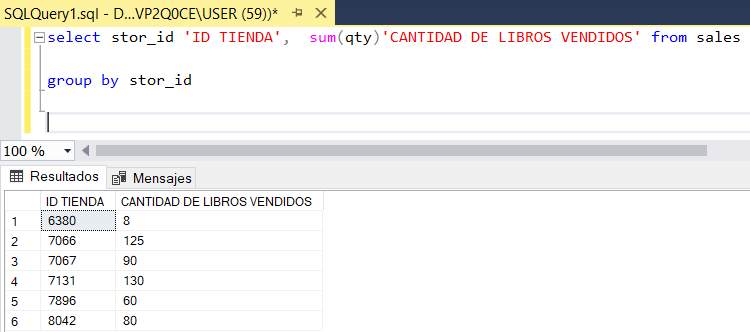 SQLQuery1.sql - D...VP2Q0CE\USER (59))*
select stor_id 'ID TIENDA',  sum(qty)'CANTIDAD DE LIBROS VENDIDOS' from sales
group by stor_id
100 %
Resultados Mensajes
ID TIENDA CANTIDAD DE LIBROS VENDIDOS
1 6380 8
2 7066 125
3 7067 90
4 7131 130
5 7896 60
6 8042 80